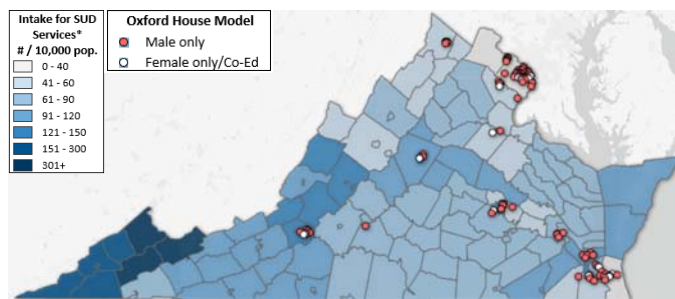 Intake for SUD
Services*
# / 10,000 pop.
0 - 40
41 - 60
61 - 90
91 - 120
121 - 150
151 - 300
301+
Oxford House Model
Male only
Female only/Co-Ed